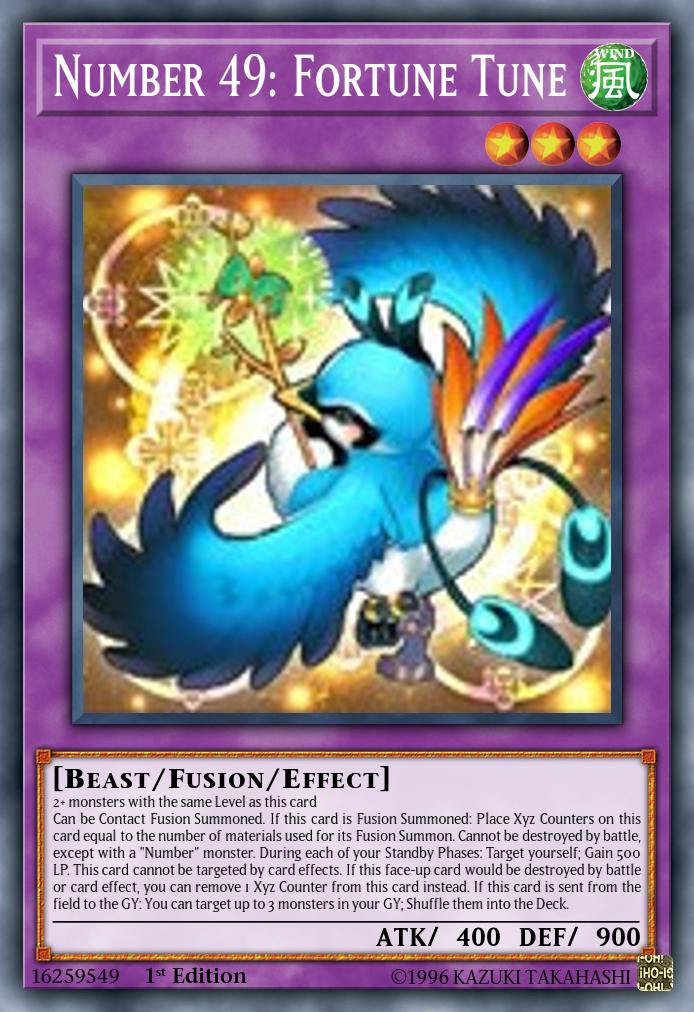 NUMBER 49: FORTUNE TUNE
WIND
風
[BEAST/FUSION/EFFECT]
2+ monsters with the same Level as this card
Can be Contact Fusion Summoned. If this card is Fusion Summoned: Place Xyz Counters on this
card equal to the number of materials used for its Fusion Summon. Cannot be destroyed by battle,
except with a "Number" monster. During each of your Standby Phases: Target yourself; Gain 500
LP. This card cannot be targeted by card effects. If this face-up card would be destroyed by battle
or card effect, you can remove 1 Xyz Counter from this card instead. If this card is sent from the
field to the GY: You can target up to 3 monsters in your GY; Shuffle them into the Deck.
ATK/ 400 DEF/ 900
16259549 1st Edition ©1996 KAZUKI TAKAHASHI